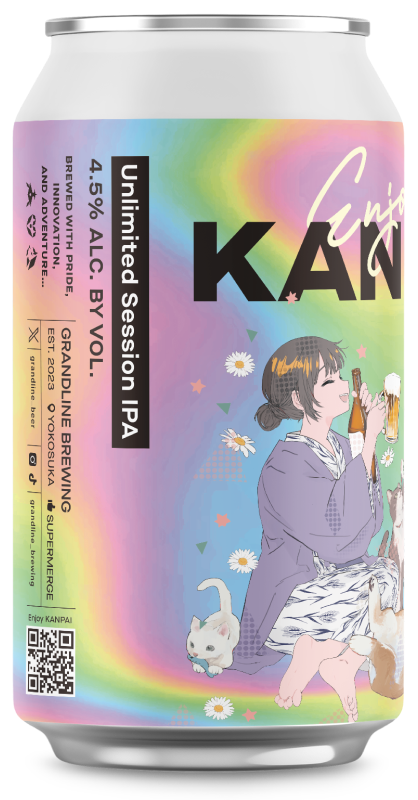 Enjo
KAN
Unlimited Session IPA
4.5% ALC. BY VOL.
BREWED WITH PRIDE,
INNOVATION,
AND ADVENTURE...
GRANDLINE BREWING
EST. 2023 YOKOSUKA SUPERMERGE
grandline_beer grandline_brewing
Enjoy KANPAI